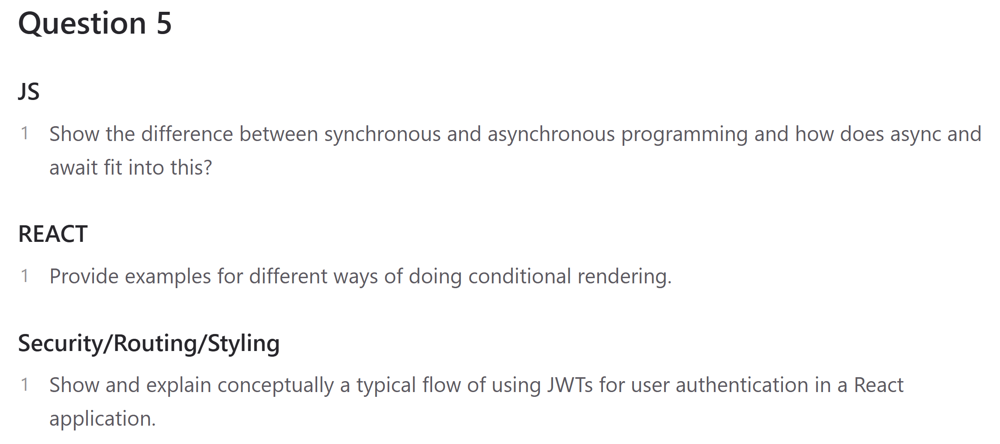 Question 5
JS
1 Show the difference between synchronous and asynchronous programming and how does async and
await fit into this?
REACT
1 Provide examples for different ways of doing conditional rendering.
Security/Routing/Styling
1 Show and explain conceptually a typical flow of using JWTs for user authentication in a React
application.